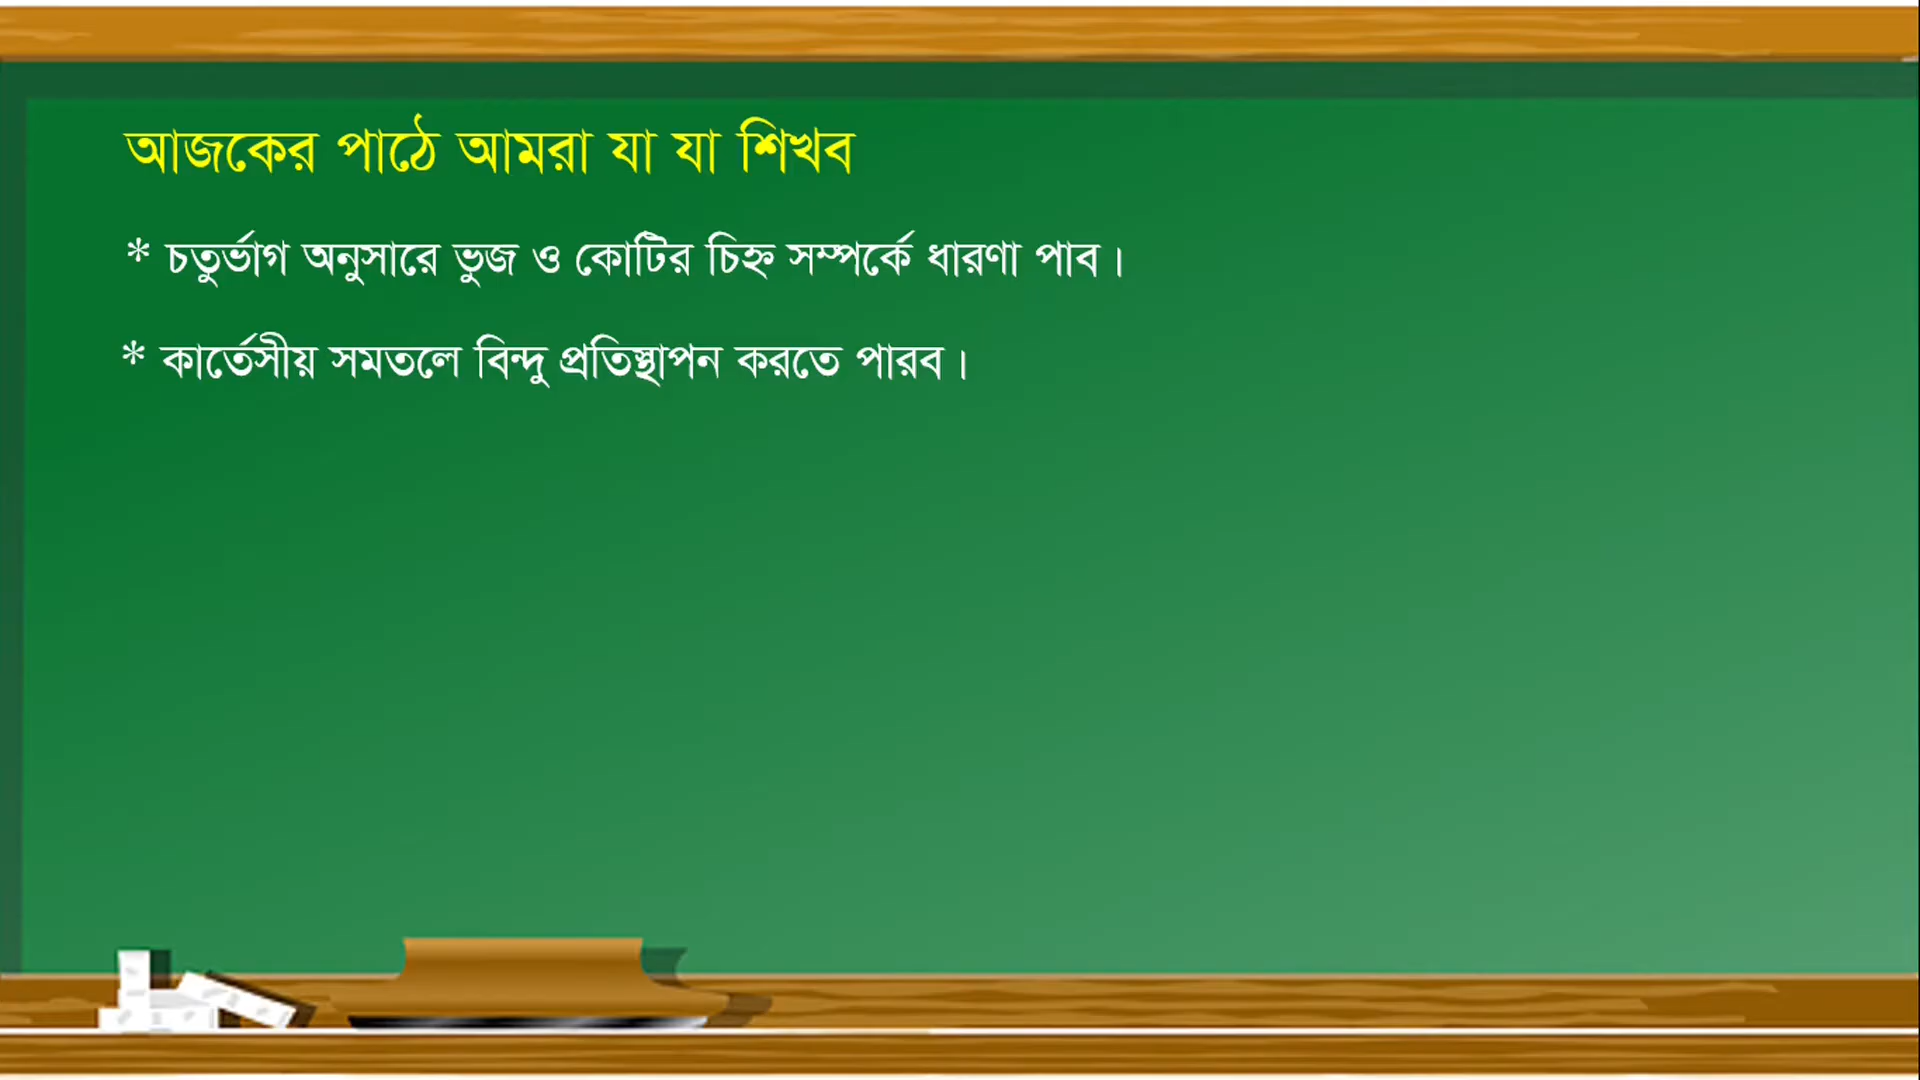 আজকের পাঠে আমরা যা যা শিখব
* চতুর্ভাগ অনুসারে ভুজ ও কোটির চিহ্ন সম্পর্কে ধারণা পাব।
* কার্তেসীয় সমতলে বিন্দু প্রতিস্থাপন করতে পারব।